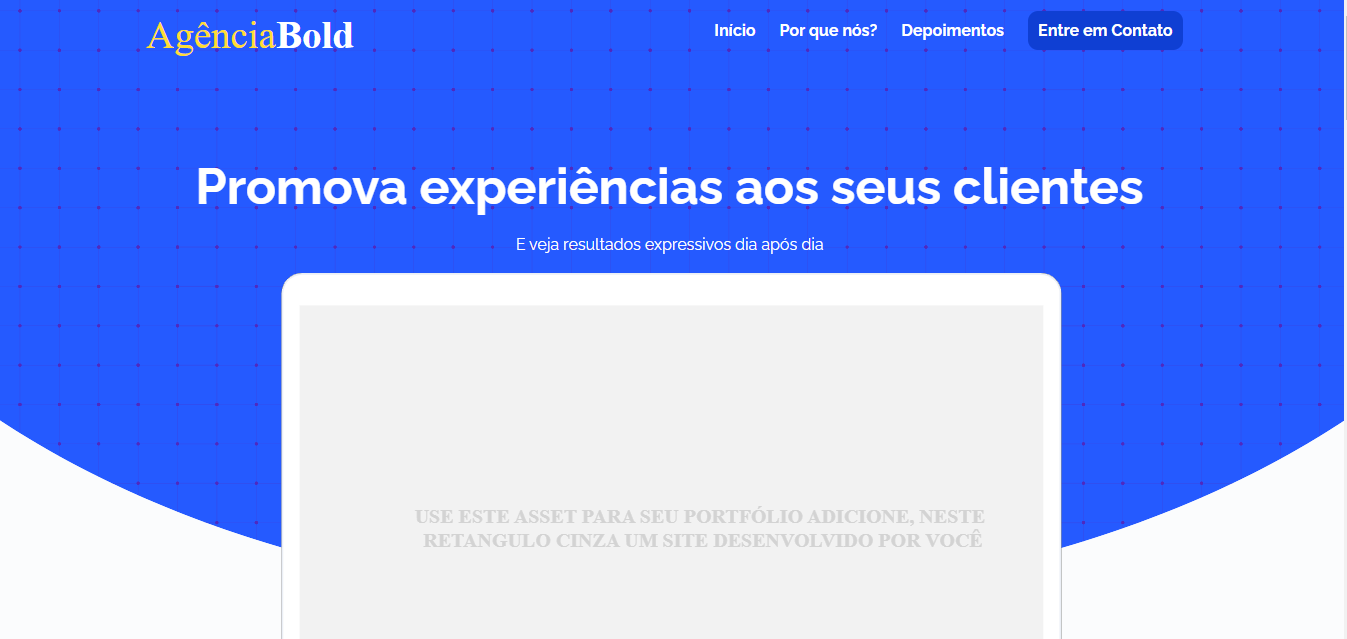 AgênciaBold
Início Por que nós? Depoimentos Entre em Contato
Promova experiências aos seus clientes
E veja resultados expressivos dia após dia
USE ESTE ASSET PARA SEU PORTFÓLIO ADICIONE, NESTE
RETANGULO CINZA UM SITE DESENVOLVIDO POR VOCÊ